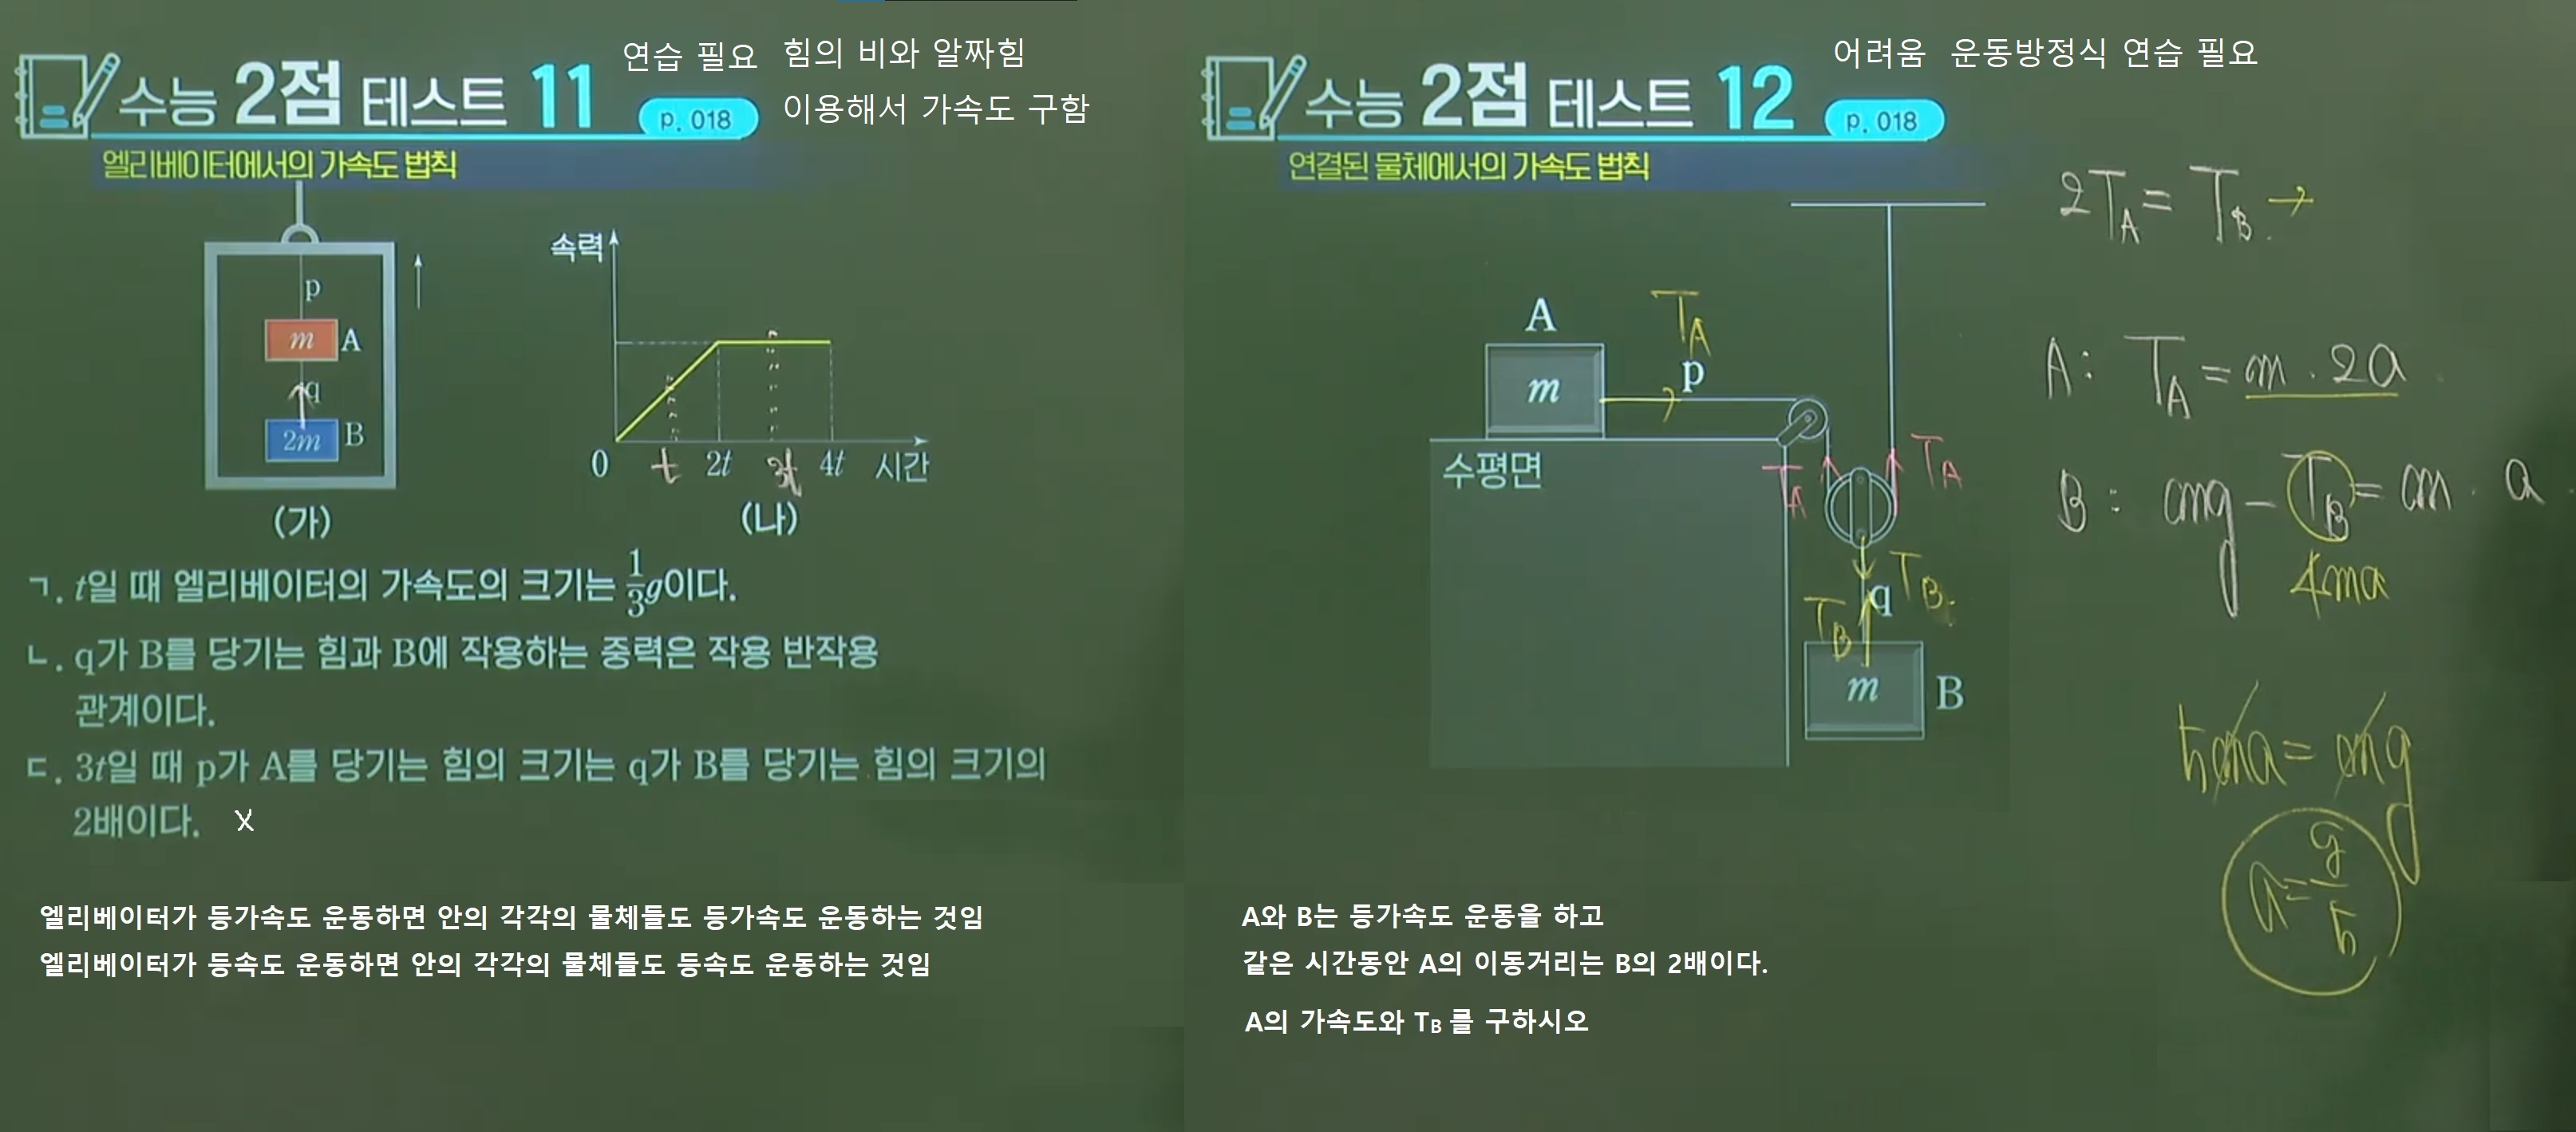 수능 2점 테스트 11
p. 018
연습 필요 힘의 비와 알짜힘
이용해서 가속도 구함
엘리베이터에서의 가속도 법칙
p
m A
q
2m B
(가)
속력
0 t 2t 3t 4t 시간
(나)
ㄱ. t일 때 엘리베이터의 가속도의 크기는 1/3 g이다.
ㄴ. q가 B를 당기는 힘과 B에 작용하는 중력은 작용 반작용
관계이다.
ㄷ. 3t일 때 p가 A를 당기는 힘의 크기는 q가 B를 당기는 힘의 크기의
2배이다. X
엘리베이터가 등가속도 운동하면 안의 각각의 물체들도 등가속도 운동하는 것임
엘리베이터가 등속도 운동하면 안의 각각의 물체들도 등속도 운동하는 것임
수능 2점 테스트 12
p. 018
어려움 운동방정식 연습 필요
연결된 물체에서의 가속도 법칙
A
m
T_A
p
수평면
T_A
T_A
T_B
q
T_B
m B
2T_A = T_B →
A : T_A = m · 2a
B : mg - T_B = m · a
4ma
5ma = mg
a = g/5
A와 B는 등가속도 운동을 하고
같은 시간동안 A의 이동거리는 B의 2배이다.
A의 가속도와 T_B 를 구하시오